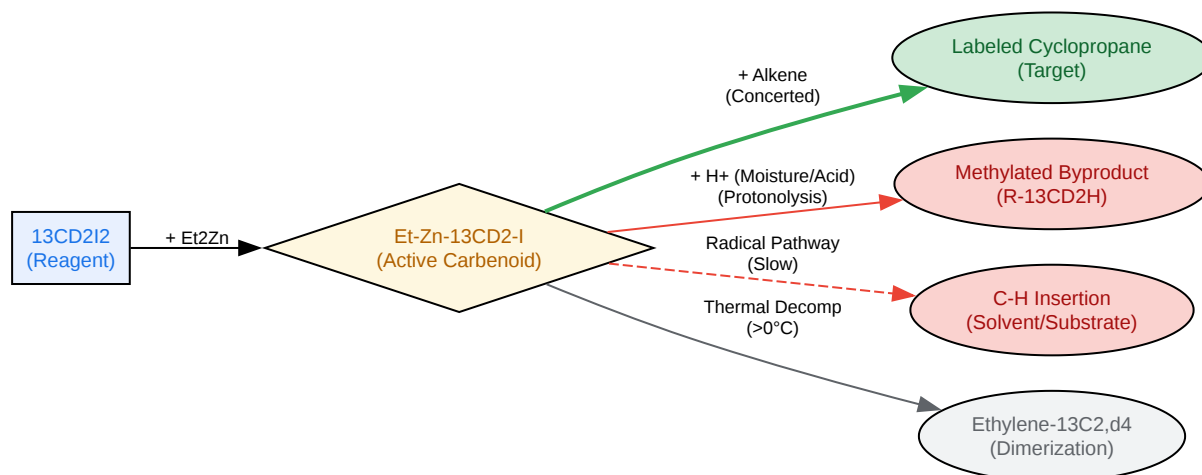 13CD2I2
(Reagent)
+ Et2Zn
Et-Zn-13CD2-I
(Active Carbenoid)
+ Alkene
(Concerted)
Labeled Cyclopropane
(Target)
+ H+ (Moisture/Acid)
(Protonolysis)
Methylated Byproduct
(R-13CD2H)
Radical Pathway
(Slow)
C-H Insertion
(Solvent/Substrate)
Thermal Decomp
(>0°C)
Ethylene-13C2,d4
(Dimerization)